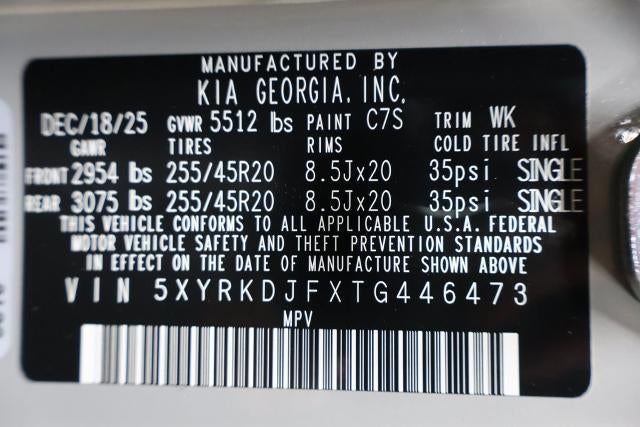 MANUFACTURED BY
KIA GEORGIA, INC.
DEC/18/25 GVWR 5512 lbs PAINT C7S TRIM WK
GAWR TIRES RIMS COLD TIRE INFL
FRONT 2954 lbs 255/45R20 8.5Jx20 35psi SINGLE
REAR 3075 lbs 255/45R20 8.5Jx20 35psi SINGLE
THIS VEHICLE CONFORMS TO ALL APPLICABLE U.S.A. FEDERAL
MOTOR VEHICLE SAFETY AND THEFT PREVENTION STANDARDS
IN EFFECT ON THE DATE OF MANUFACTURE SHOWN ABOVE
VIN 5XYRKDJFXTG446473
MPV